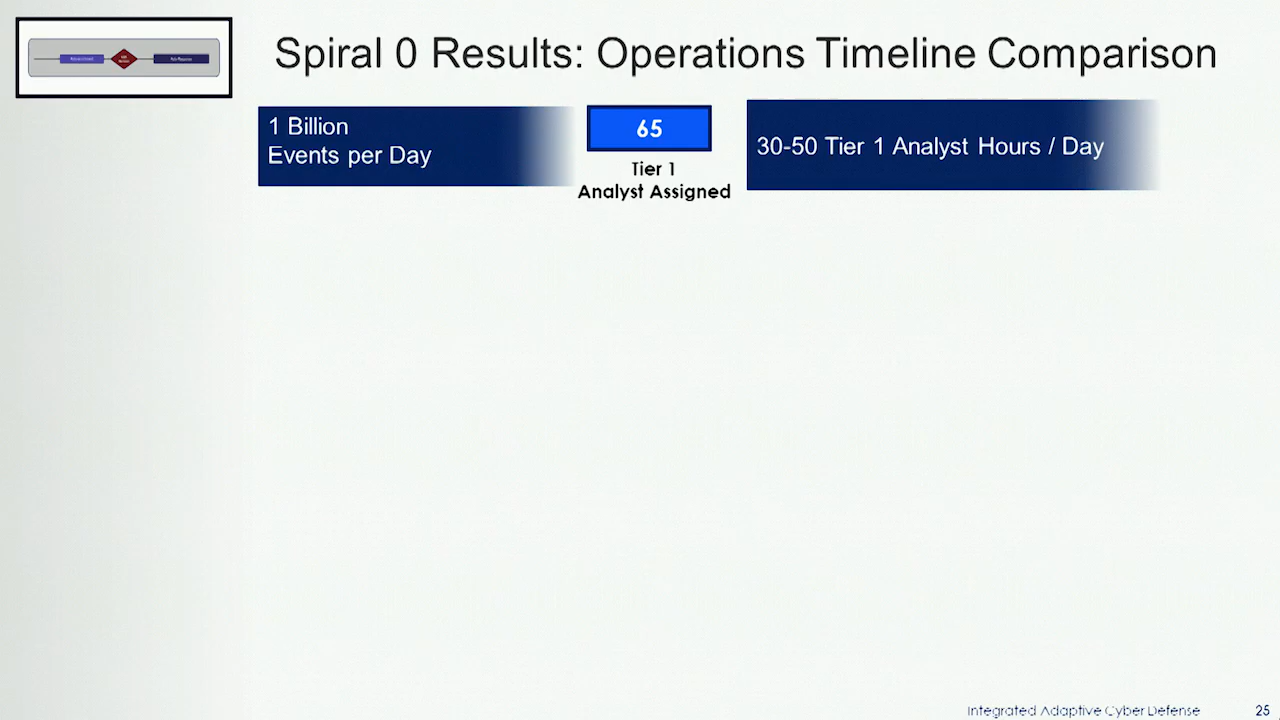 Spiral 0 Results: Operations Timeline Comparison
1 Billion
Events per Day
65
Tier 1
Analyst Assigned
30-50 Tier 1 Analyst Hours / Day
Integrated Adaptive Cyber Defense
25